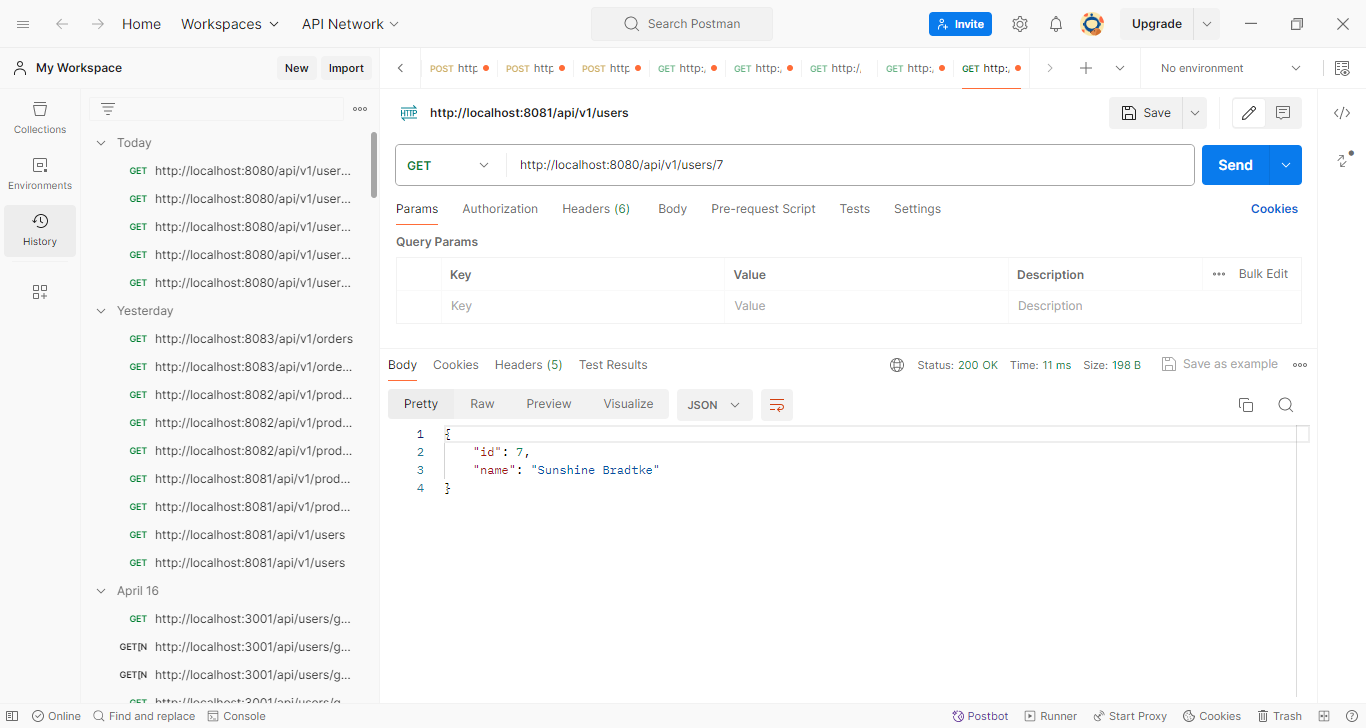 Home Workspaces API Network Search Postman Invite Upgrade
My Workspace New Import
POST http POST http POST http GET http:, GET http:, GET http:/, GET http:, GET http:, No environment
Collections
Environments
History
Today
GET http://localhost:8080/api/v1/user...
GET http://localhost:8080/api/v1/user...
GET http://localhost:8080/api/v1/user...
GET http://localhost:8080/api/v1/user...
GET http://localhost:8080/api/v1/user...
Yesterday
GET http://localhost:8083/api/v1/orders
GET http://localhost:8083/api/v1/orde...
GET http://localhost:8082/api/v1/prod...
GET http://localhost:8082/api/v1/prod...
GET http://localhost:8082/api/v1/prod...
GET http://localhost:8081/api/v1/prod...
GET http://localhost:8081/api/v1/prod...
GET http://localhost:8081/api/v1/users
GET http://localhost:8081/api/v1/users
April 16
GET http://localhost:3001/api/users/g...
GET[N http://localhost:3001/api/users/g...
GET[N http://localhost:3001/api/users/g...
GET http://localhost:3001/api/users/g...
HTTP http://localhost:8081/api/v1/users Save
GET http://localhost:8080/api/v1/users/7 Send
Params Authorization Headers (6) Body Pre-request Script Tests Settings Cookies
Query Params
Key Value Description Bulk Edit
Key Value Description
Body Cookies Headers (5) Test Results Status: 200 OK Time: 11 ms Size: 198 B Save as example
Pretty Raw Preview Visualize JSON
1 {
2 "id": 7,
3 "name": "Sunshine Bradtke"
4 }
Online Find and replace Console Postbot Runner Start Proxy Cookies Trash